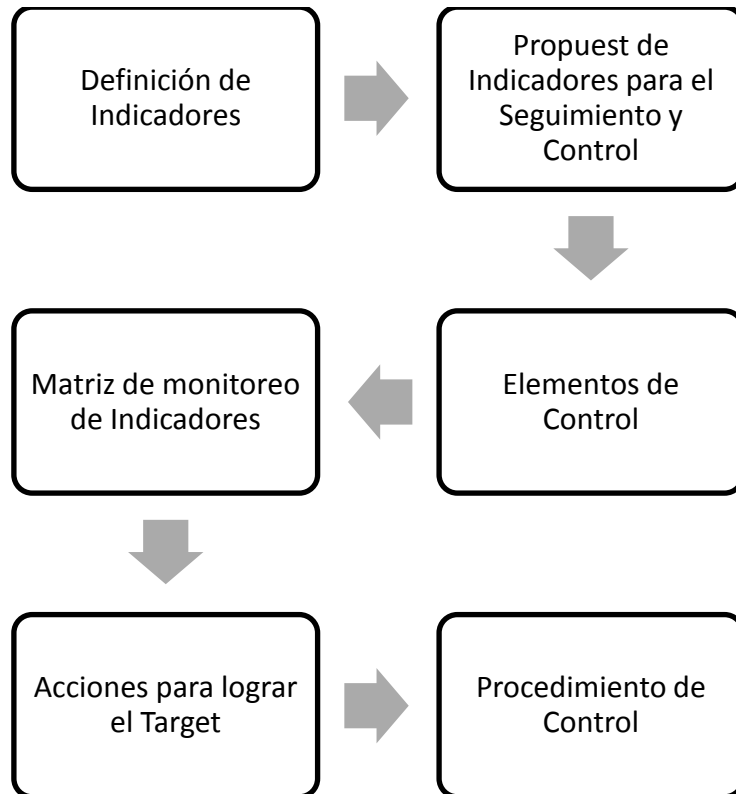 Definición de
Indicadores
Propuest de
Indicadores para el
Seguimiento y
Control
Elementos de
Control
Matriz de monitoreo
de Indicadores
Acciones para lograr
el Target
Procedimiento de
Control